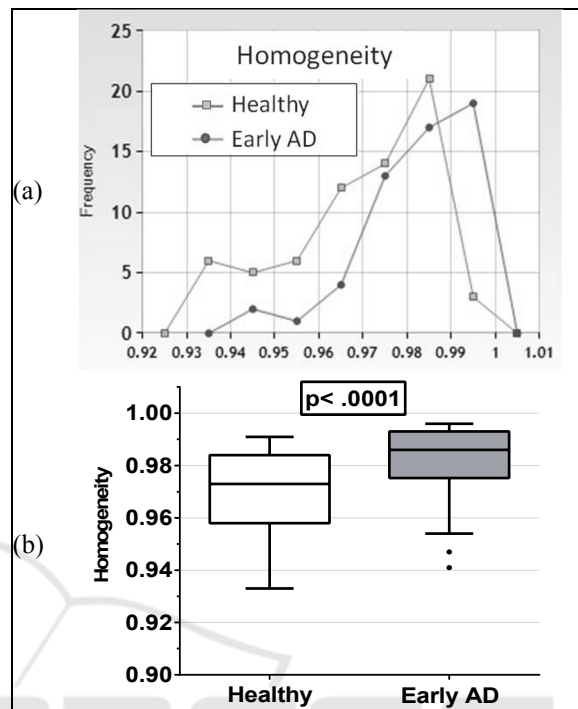 (a)
Homogeneity
Healthy
Early AD
Frequency
25
20
15
10
5
0
0.92 0.93 0.94 0.95 0.96 0.97 0.98 0.99 1 1.01
(b)
p< .0001
Homogeneity
1.00
0.98
0.96
0.94
0.92
0.90
Healthy Early AD